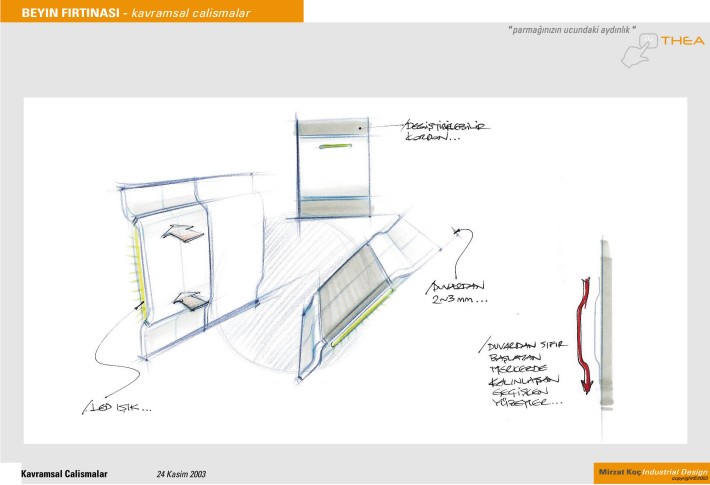 BEYIN FIRTINASI - kavramsal calismalar
"parmağınızın ucundaki aydınlık"
THEA
/DEĞİŞTİRİLEBİLİR
KORDON...
/DUVARDAN
2~3 mm...
/DUVARDAN SIFIR
BAŞLAYAN
MERKEZDE
KALINLAŞAN
GEÇİŞKEN
YÜZEYLER...
/LED IŞIK...
Kavramsal Calismalar
24 Kasim 2003
Mirzat Koç Industrial Design
copyright©2003